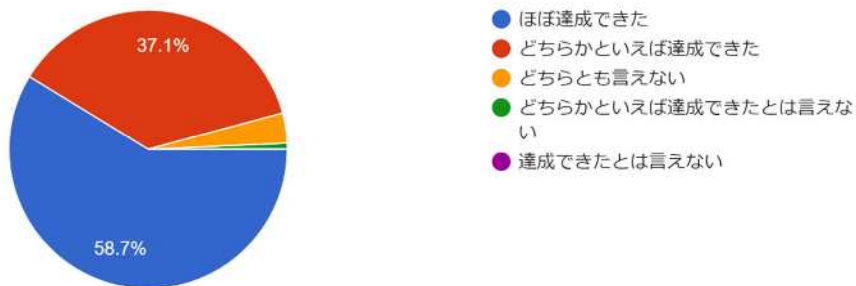 37.1%
58.7%
ほぼ達成できた
どちらかといえば達成できた
どちらとも言えない
どちらかといえば達成できたとは言えな
い
達成できたとは言えない